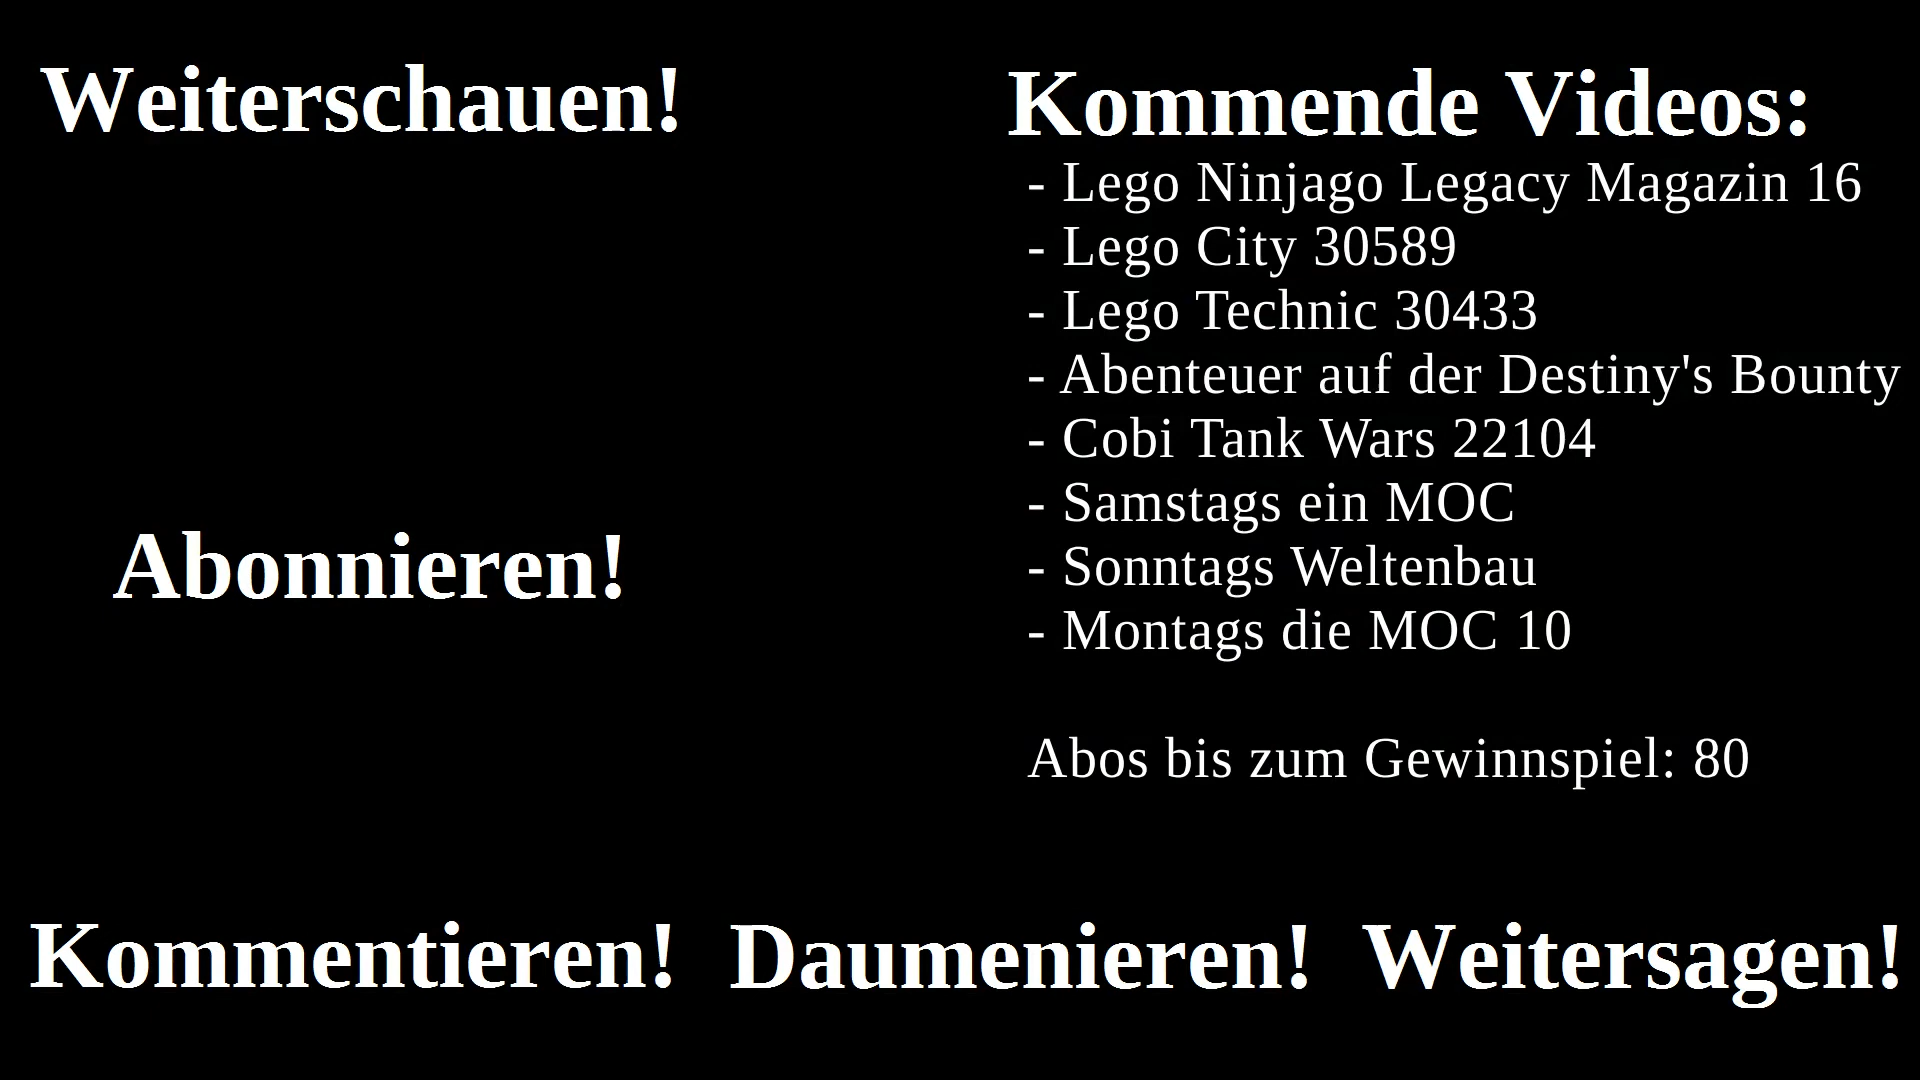 Weiterschauen!
Kommende Videos:
- Lego Ninjago Legacy Magazin 16
- Lego City 30589
- Lego Technic 30433
- Abenteuer auf der Destiny's Bounty
- Cobi Tank Wars 22104
- Samstags ein MOC
- Sonntags Weltenbau
- Montags die MOC 10
Abos bis zum Gewinnspiel: 80
Abonnieren!
Kommentieren! Daumenieren! Weitersagen!